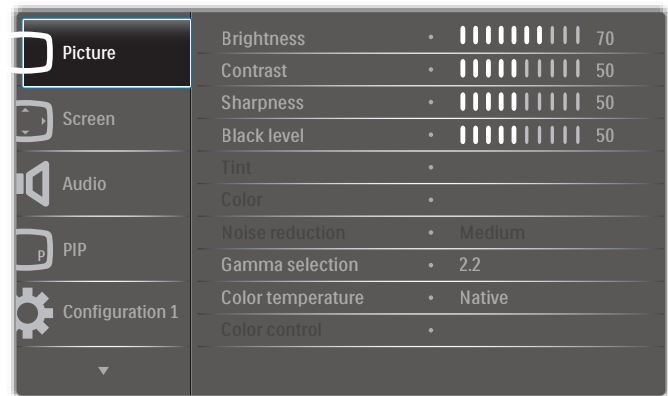 Picture
Screen
Audio
P
PIP
Configuration 1
Brightness • 70
Contrast • 50
Sharpness • 50
Black level • 50
Tint •
Color •
Noise reduction • Medium
Gamma selection • 2.2
Color temperature • Native
Color control •